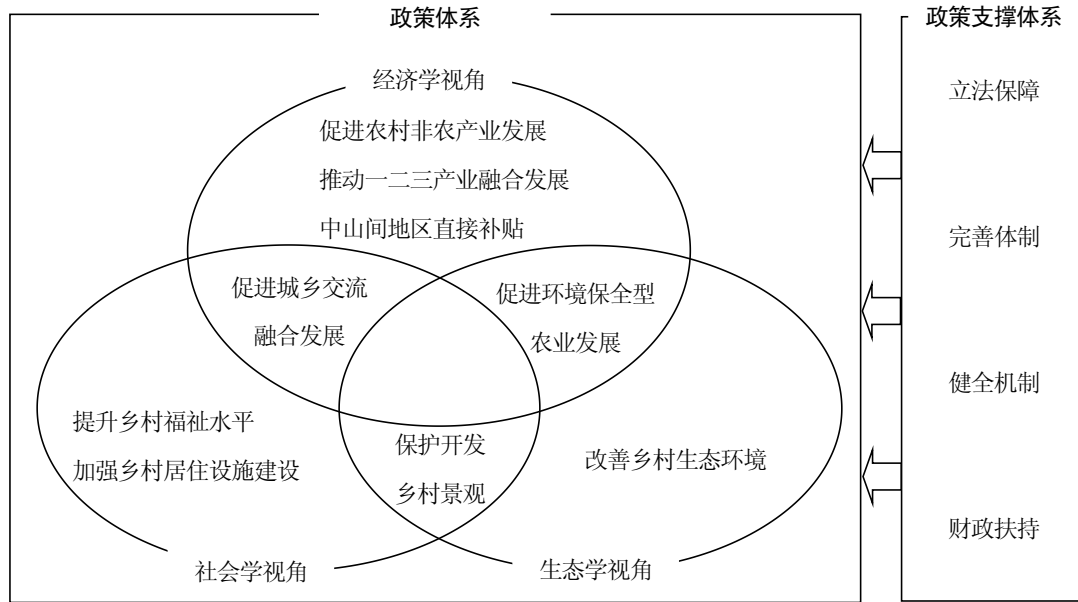 政策体系
经济学视角
促进农村非农产业发展
推动一二三产业融合发展
中山间地区直接补贴
促进城乡交流
融合发展
促进环境保全型
农业发展
提升乡村福祉水平
加强乡村居住设施建设
保护开发
乡村景观
改善乡村生态环境
社会学视角
生态学视角
政策支撑体系
立法保障
完善体制
健全机制
财政扶持